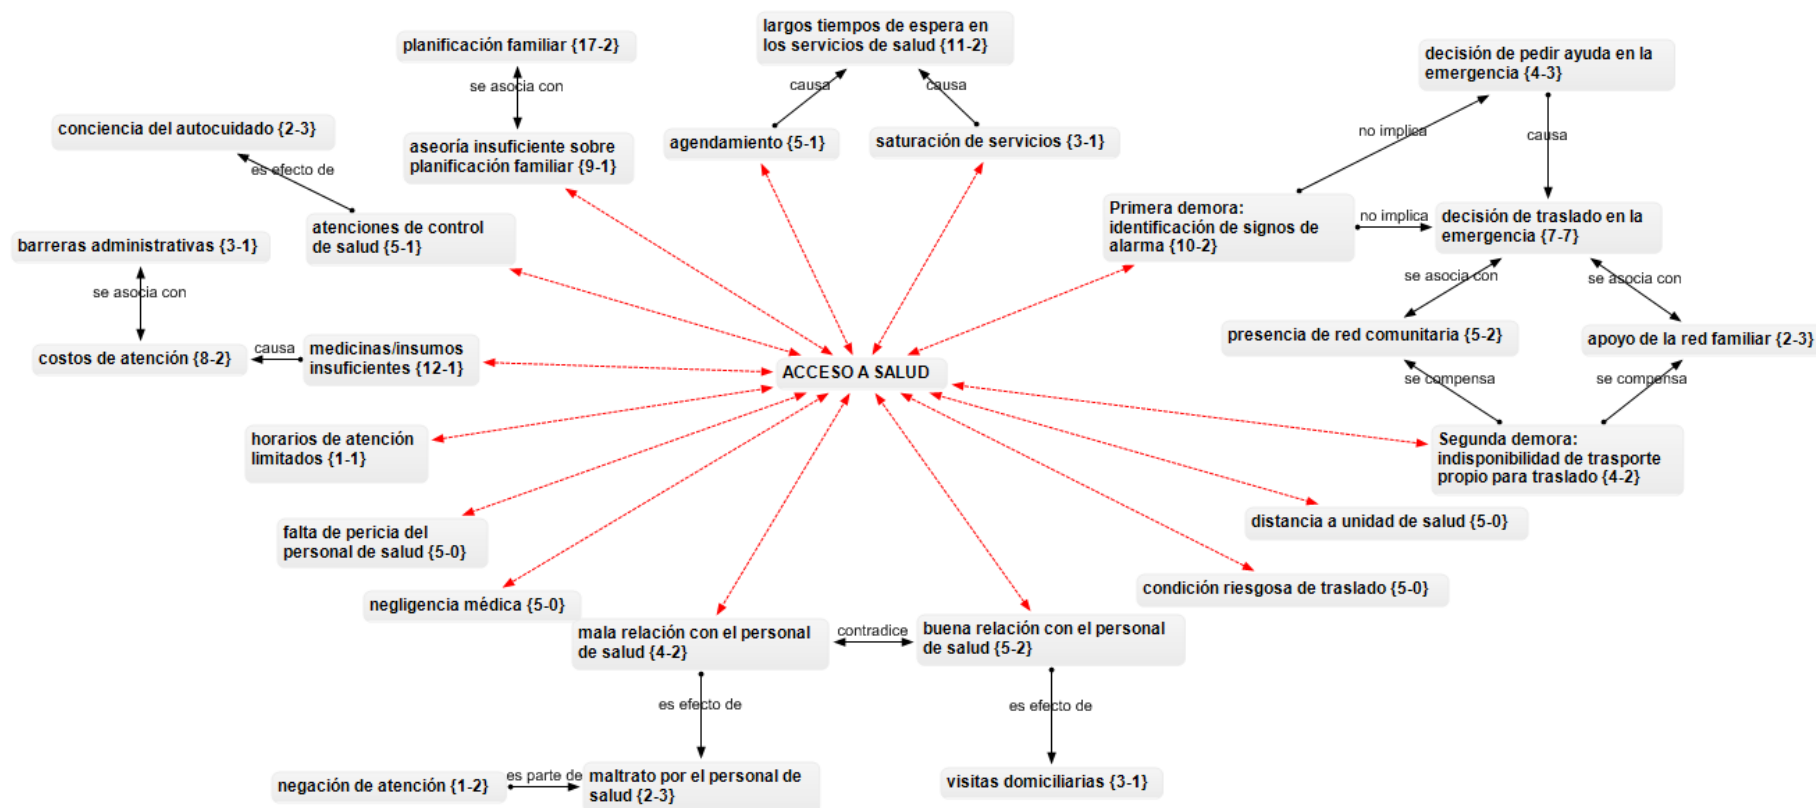 largos tiempos de espera en
los servicios de salud {11-2}
planificación familiar {17-2}
decisión de pedir ayuda en la
emergencia {4-3}
se asocia con
causa
causa
conciencia del autocuidado {2-3}
aseoría insuficiente sobre
planificación familiar {9-1}
agendamiento {5-1}
saturación de servicios {3-1}
no implica
causa
es efecto de
atenciones de control
de salud {5-1}
Primera demora:
identificación de signos de
alarma {10-2}
no implica
decisión de traslado en la
emergencia {7-7}
barreras administrativas {3-1}
se asocia con
se asocia con
se asocia con
presencia de red comunitaria {5-2}
apoyo de la red familiar {2-3}
costos de atención {8-2}
causa
medicinas/insumos
insuficientes {12-1}
ACCESO A SALUD
se compensa
se compensa
horarios de atención
limitados {1-1}
Segunda demora:
indisponibilidad de trasporte
propio para traslado {4-2}
falta de pericia del
personal de salud {5-0}
distancia a unidad de salud {5-0}
negligencia médica {5-0}
condición riesgosa de traslado {5-0}
mala relación con el personal
de salud {4-2}
contradice
buena relación con el personal
de salud {5-2}
es efecto de
es efecto de
negación de atención {1-2}
es parte de
maltrato por el personal de
salud {2-3}
visitas domiciliarias {3-1}